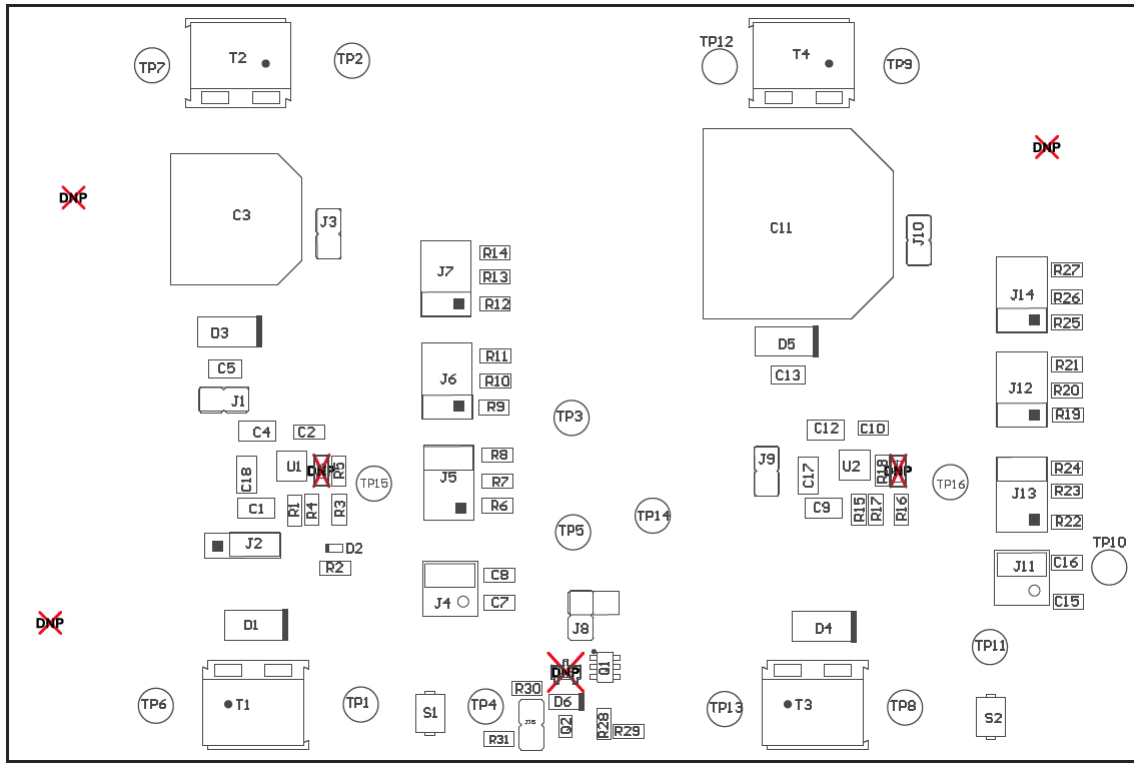 TP12
TP7
T2
TP2
T4
TP9
DNP
DNP
C3
J3
C11
J10
R14
J7
R13
R12
R27
J14
R26
R25
D3
D5
C5
C13
R11
J6
R10
R9
R21
J12
R20
R19
J1
TP3
C4
C2
C12
C10
U1
DNP
R5
C18
TP15
R8
J5
R7
R6
J9
C17
U2
R18
DNP
TP16
R24
J13
R23
R22
C1
R1
R4
R3
C9
R15
R17
R16
TP14
TP5
J2
D2
R2
TP10
C8
J4
C7
J11
C16
C15
DNP
D1
J8
D4
TP11
DNP
Q1
R30
D6
TP6
T1
TP1
S1
TP4
J15
Q2
R28
R29
R31
TP13
T3
TP8
S2